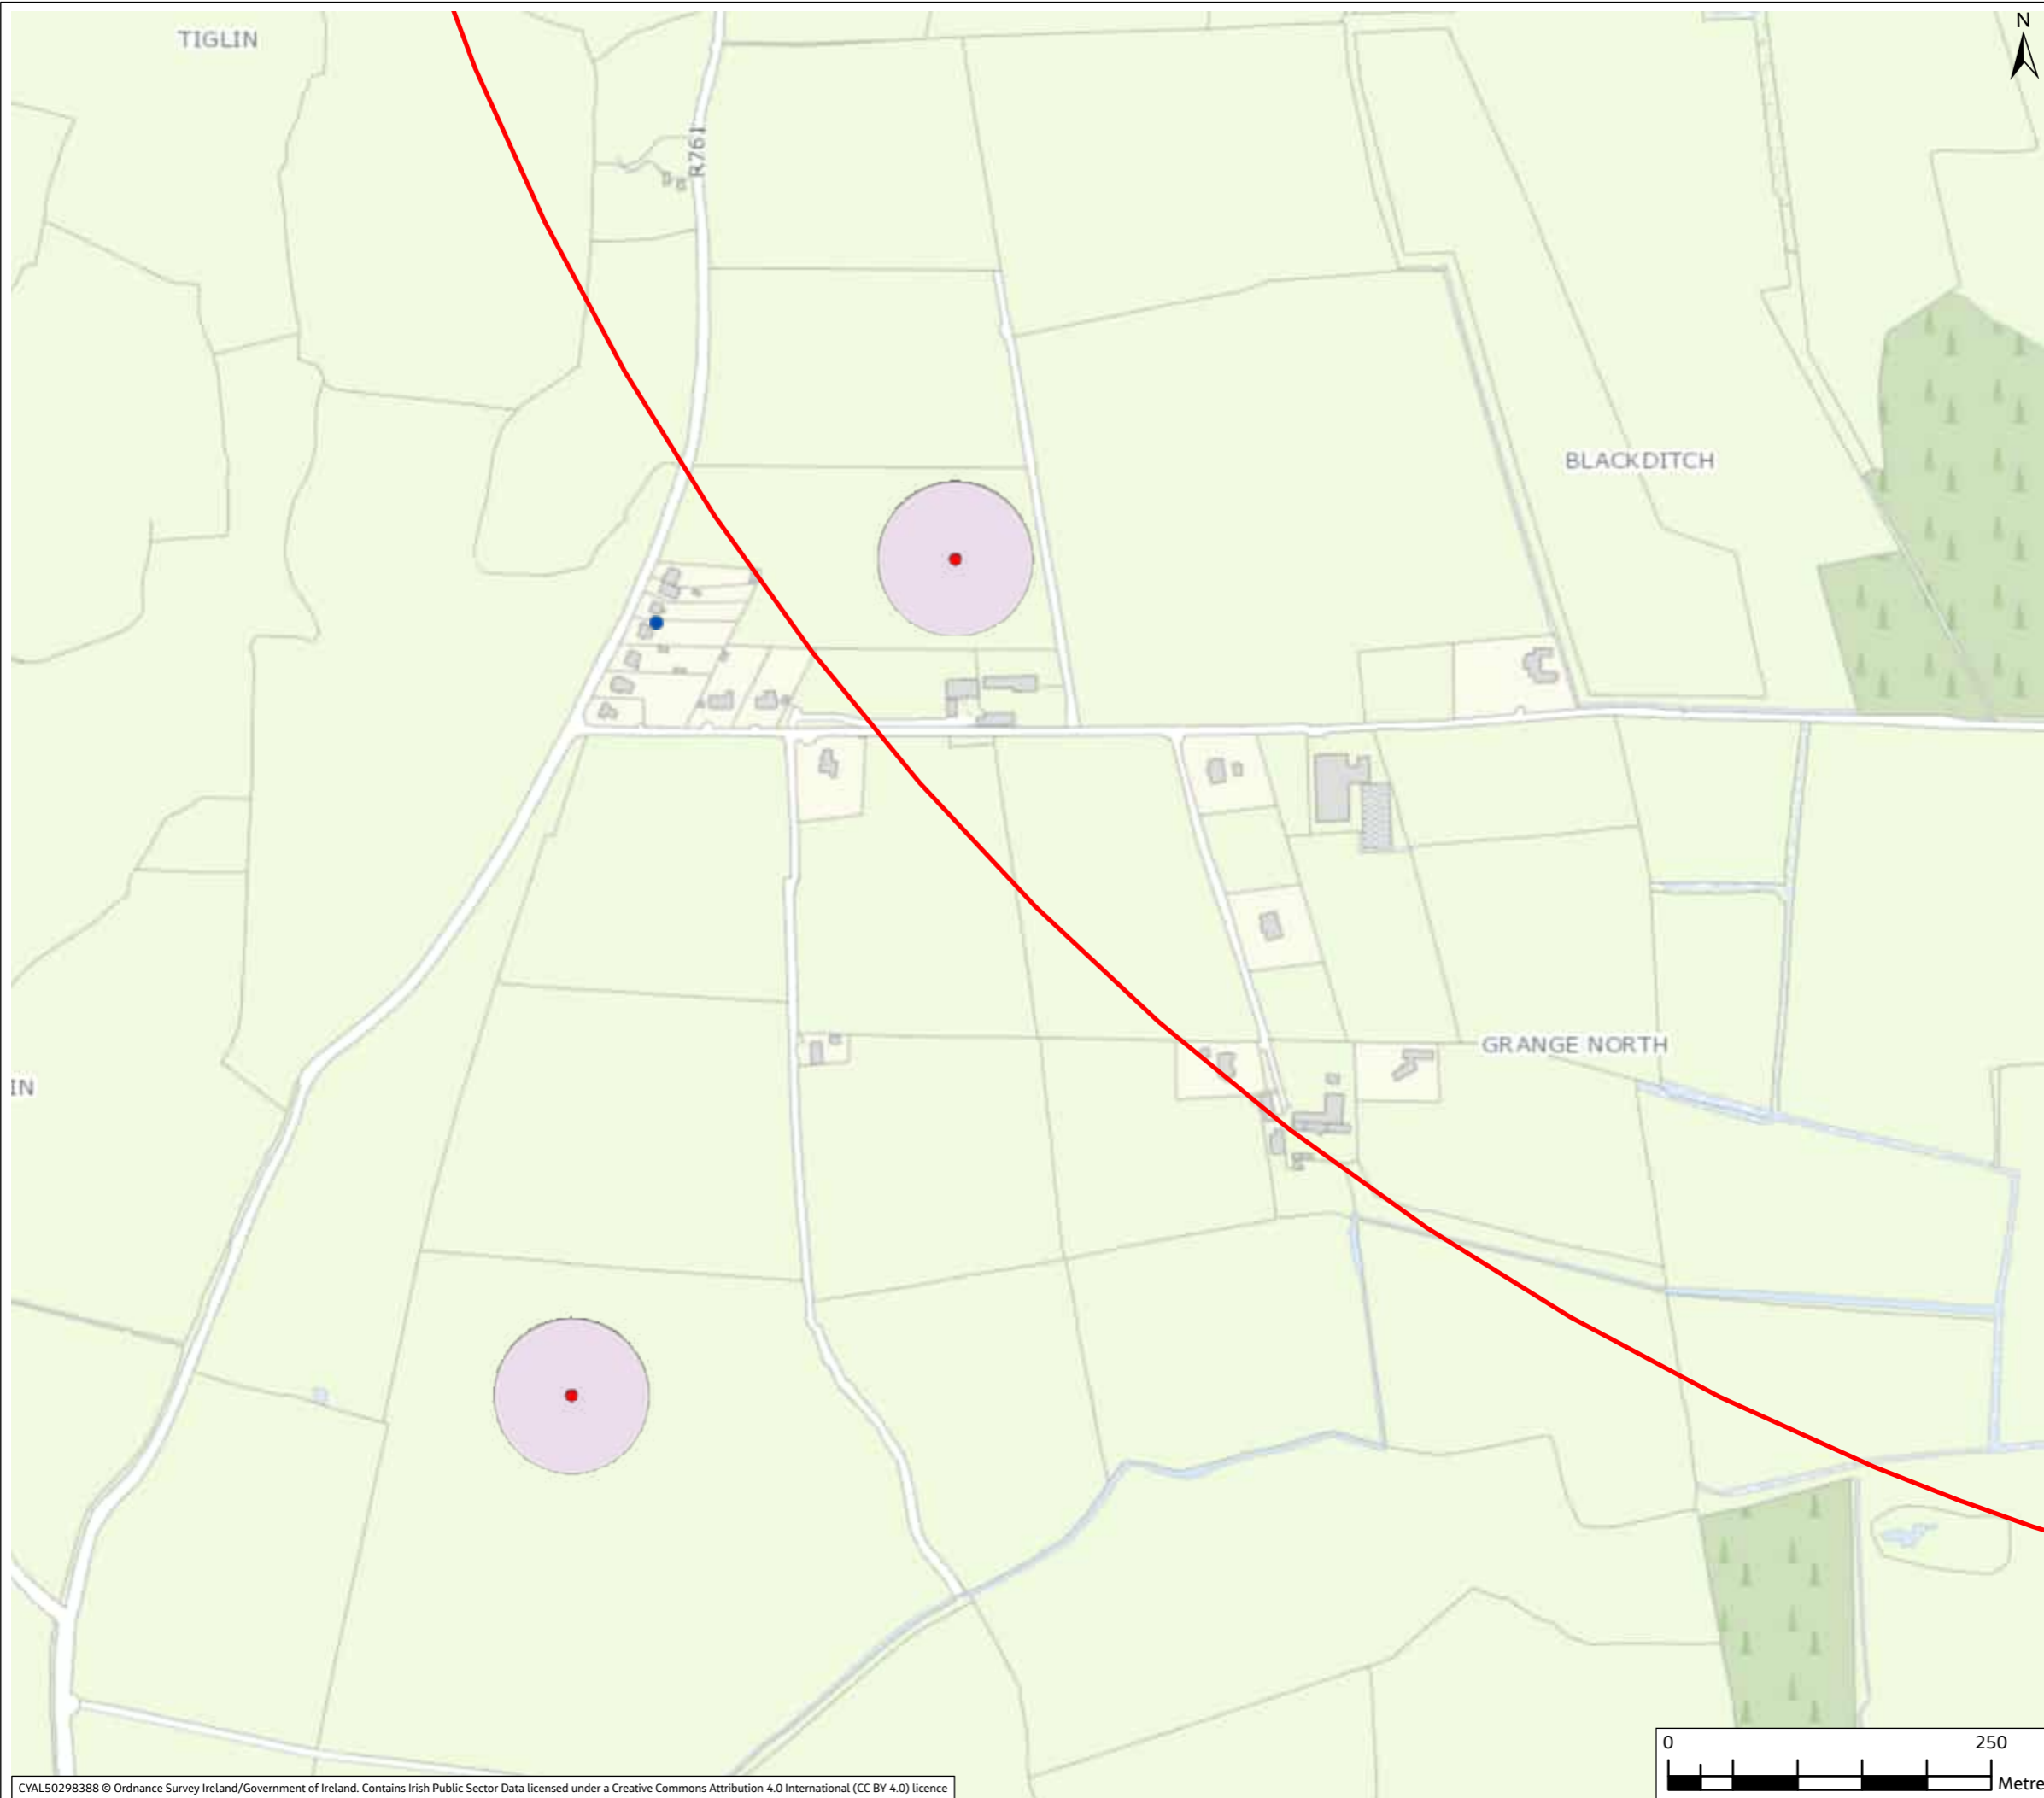 N
TIGLIN
R761
BLACKDITCH
GRANGE NORTH
IN
0 250
Metre
CYAL50298388 © Ordnance Survey Ireland/Government of Ireland. Contains Irish Public Sector Data licensed under a Creative Commons Attribution 4.0 International (CC BY 4.0) licence